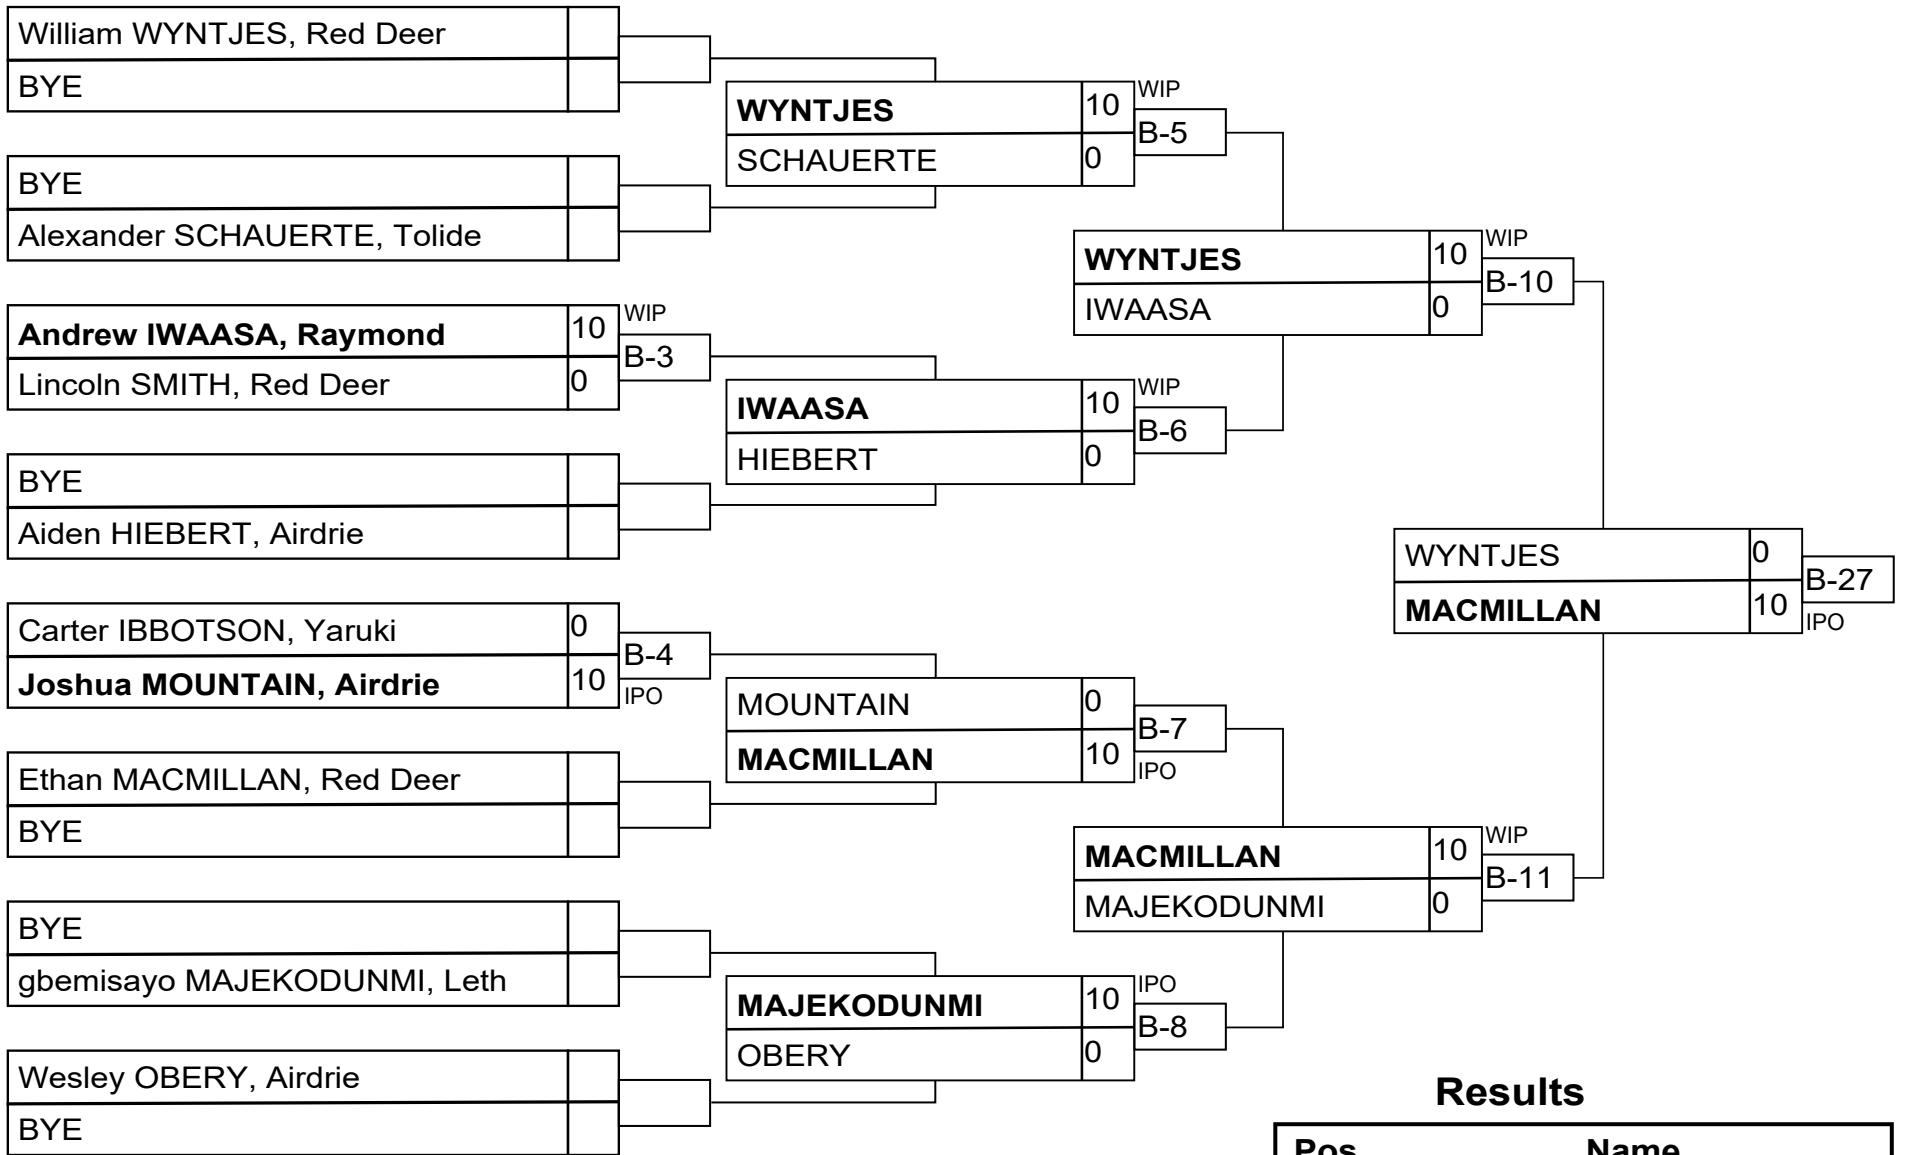 William WYNTJES, Red Deer
BYE
BYE
Alexander SCHAUERTE, Tolide
Andrew IWAASA, Raymond 10 WIP
B-3
Lincoln SMITH, Red Deer 0
BYE
Aiden HIEBERT, Airdrie
Carter IBBOTSON, Yaruki 0
B-4
Joshua MOUNTAIN, Airdrie 10 IPO
Ethan MACMILLAN, Red Deer
BYE
BYE
gbemisayo MAJEKODUNMI, Leth
Wesley OBERY, Airdrie
BYE
WYNTJES 10 WIP
B-5
SCHAUERTE 0
IWAASA 10 WIP
B-6
HIEBERT 0
MOUNTAIN 0
B-7
MACMILLAN 10 IPO
MAJEKODUNMI 10 IPO
B-8
OBERY 0
WYNTJES 10 WIP
B-10
IWAASA 0
MACMILLAN 10 WIP
B-11
MAJEKODUNMI 0
WYNTJES 0
B-27
MACMILLAN 10 IPO
Results
Pos Name